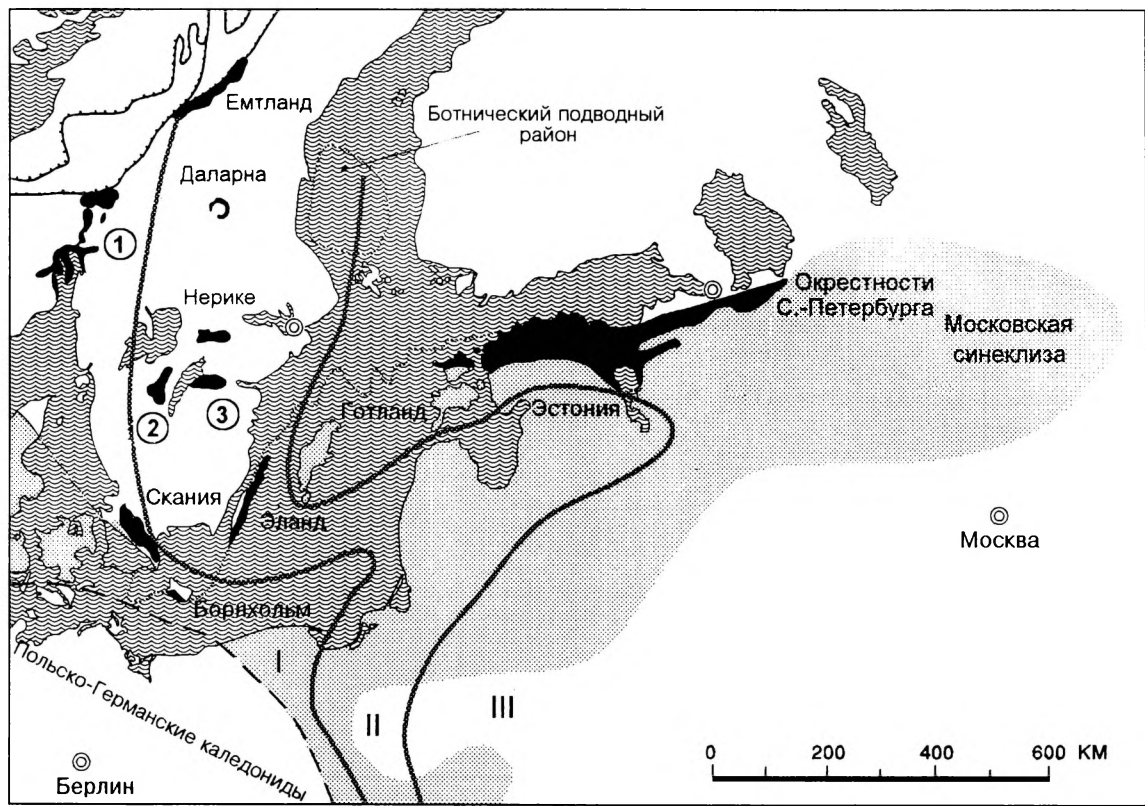 Емтланд
Ботнический подводный
район
Даларна
1
Нерике
Окрестности
С.-Петербурга
Московская
синеклиза
2
3
Готланд
Эстония
Скания
Эланд
Москва
Борнхольм
Польско-Германские каледониды
I
II
III
0 200 400 600 КМ
Берлин